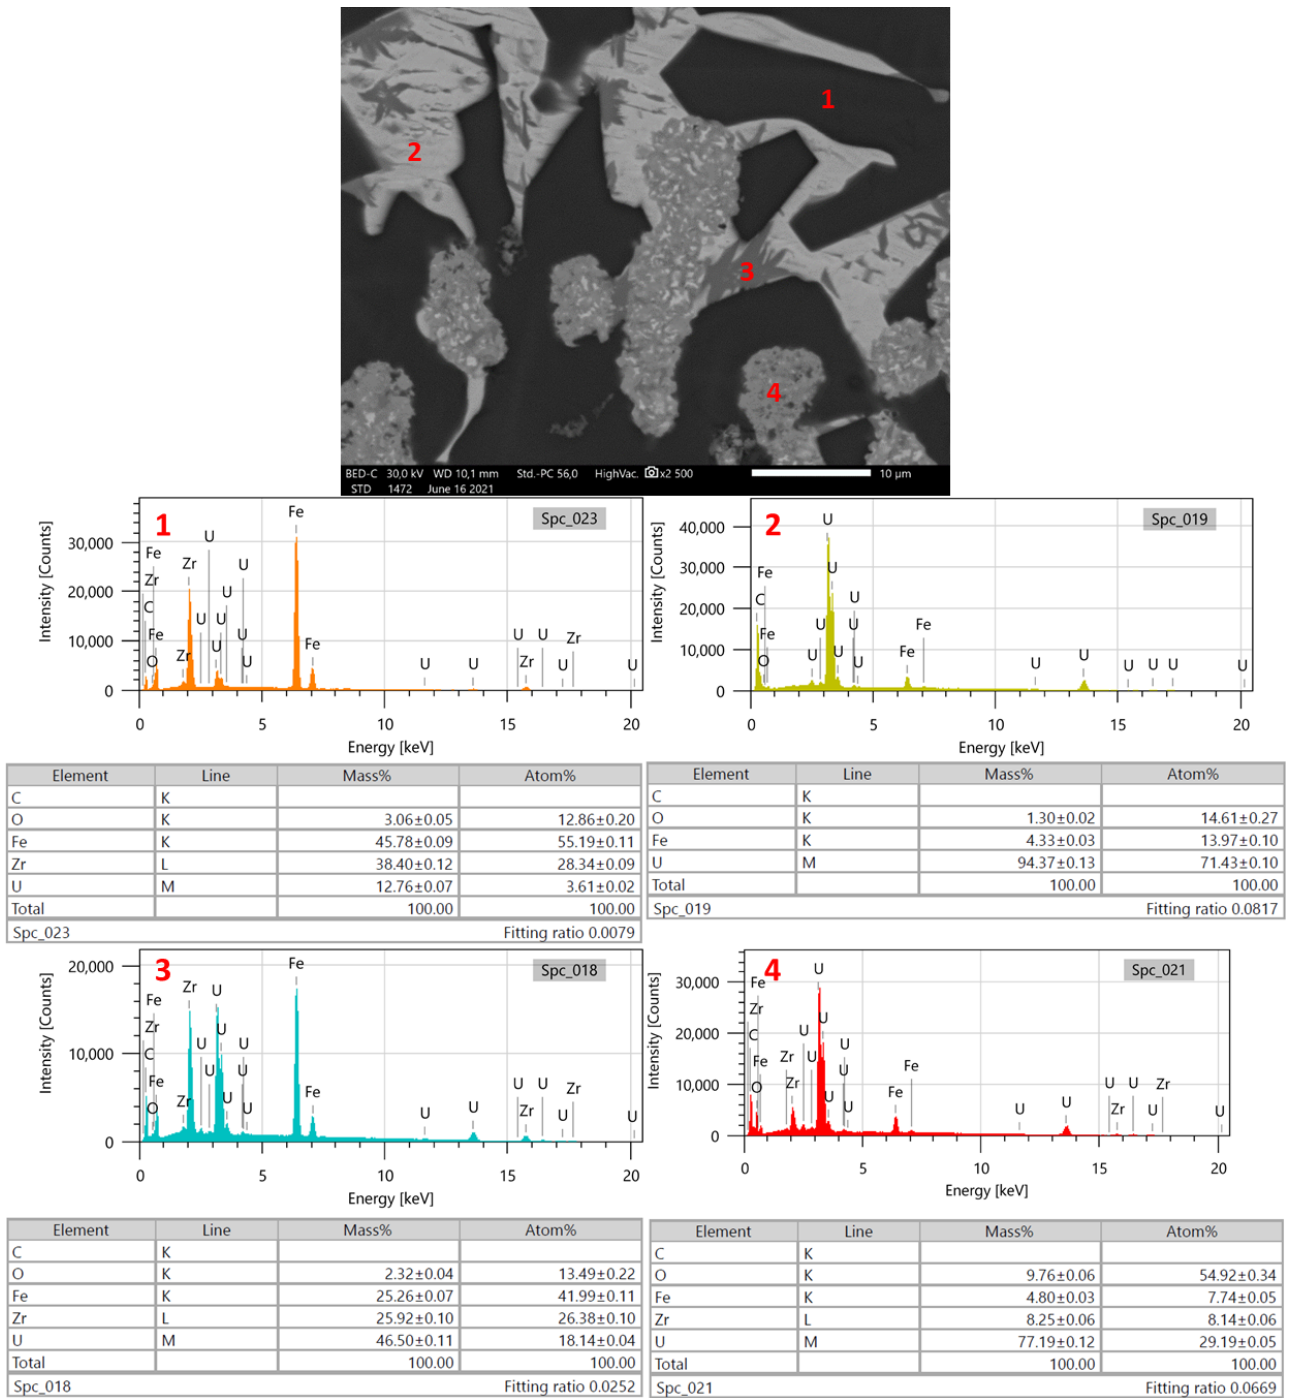 1
2
3
4
BED-C 30,0 kV WD 10,1 mm Std.-PC 56,0 HighVac. x2 500 10 µm
STD 1472 June 16 2021
1
Spc_023
Intensity [Counts]
30,000
20,000
10,000
0
Fe
Zr
C
Fe
O
Zr
Zr
U
U
U
U
U
U
U
U
Fe
Fe
U
U
U
U
Zr
U
Zr
U
0 5 10 15 20
Energy [keV]
2
Spc_019
Intensity [Counts]
40,000
30,000
20,000
10,000
0
Fe
C
Fe
O
U
U
U
U
U
U
U
U
Fe
Fe
U
U
U
U
U
U
0 5 10 15 20
Energy [keV]
Element Line Mass% Atom%
C K
O K 3.06±0.05 12.86±0.20
Fe K 45.78±0.09 55.19±0.11
Zr L 38.40±0.12 28.34±0.09
U M 12.76±0.07 3.61±0.02
Total 100.00 100.00
Spc_023 Fitting ratio 0.0079
Element Line Mass% Atom%
C K
O K 1.30±0.02 14.61±0.27
Fe K 4.33±0.03 13.97±0.10
U M 94.37±0.13 71.43±0.10
Total 100.00 100.00
Spc_019 Fitting ratio 0.0817
3
Spc_018
Intensity [Counts]
20,000
10,000
0
Fe
Zr
C
Fe
O
Zr
Zr
U
U
U
U
U
U
U
U
Fe
Fe
U
U
U
U
Zr
U
Zr
U
0 5 10 15 20
Energy [keV]
4
Spc_021
Intensity [Counts]
30,000
20,000
10,000
0
Fe
Zr
C
Fe
O
Zr
Zr
U
U
U
U
U
U
U
U
Fe
Fe
U
U
U
U
Zr
U
Zr
U
0 5 10 15 20
Energy [keV]
Element Line Mass% Atom%
C K
O K 2.32±0.04 13.49±0.22
Fe K 25.26±0.07 41.99±0.11
Zr L 25.92±0.10 26.38±0.10
U M 46.50±0.11 18.14±0.04
Total 100.00 100.00
Spc_018 Fitting ratio 0.0252
Element Line Mass% Atom%
C K
O K 9.76±0.06 54.92±0.34
Fe K 4.80±0.03 7.74±0.05
Zr L 8.25±0.06 8.14±0.06
U M 77.19±0.12 29.19±0.05
Total 100.00 100.00
Spc_021 Fitting ratio 0.0669